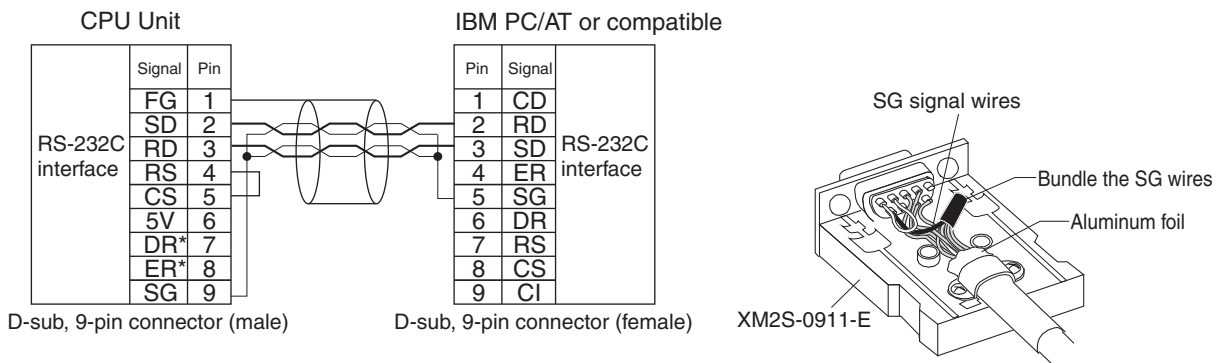 CPU Unit
IBM PC/AT or compatible
RS-232C
interface
Signal Pin
FG 1
SD 2
RD 3
RS 4
CS 5
5V 6
DR* 7
ER* 8
SG 9
D-sub, 9-pin connector (male)
Pin Signal
1 CD
2 RD
3 SD
4 ER
5 SG
6 DR
7 RS
8 CS
9 CI
RS-232C
interface
D-sub, 9-pin connector (female)
SG signal wires
Bundle the SG wires
Aluminum foil
XM2S-0911-E